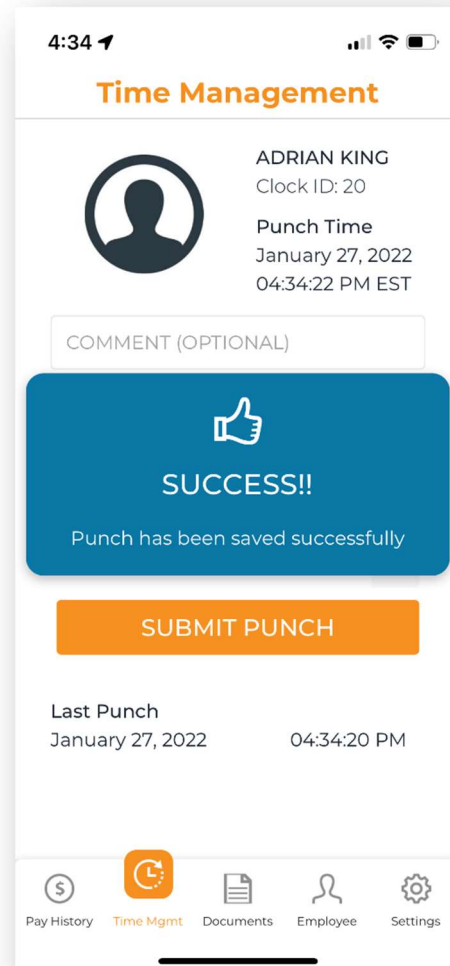 4:34
Time Management
ADRIAN KING
Clock ID: 20
Punch Time
January 27, 2022
04:34:22 PM EST
COMMENT (OPTIONAL)
SUCCESS!!
Punch has been saved successfully
SUBMIT PUNCH
Last Punch
January 27, 2022 04:34:20 PM
Pay History Time Mgmt Documents Employee Settings